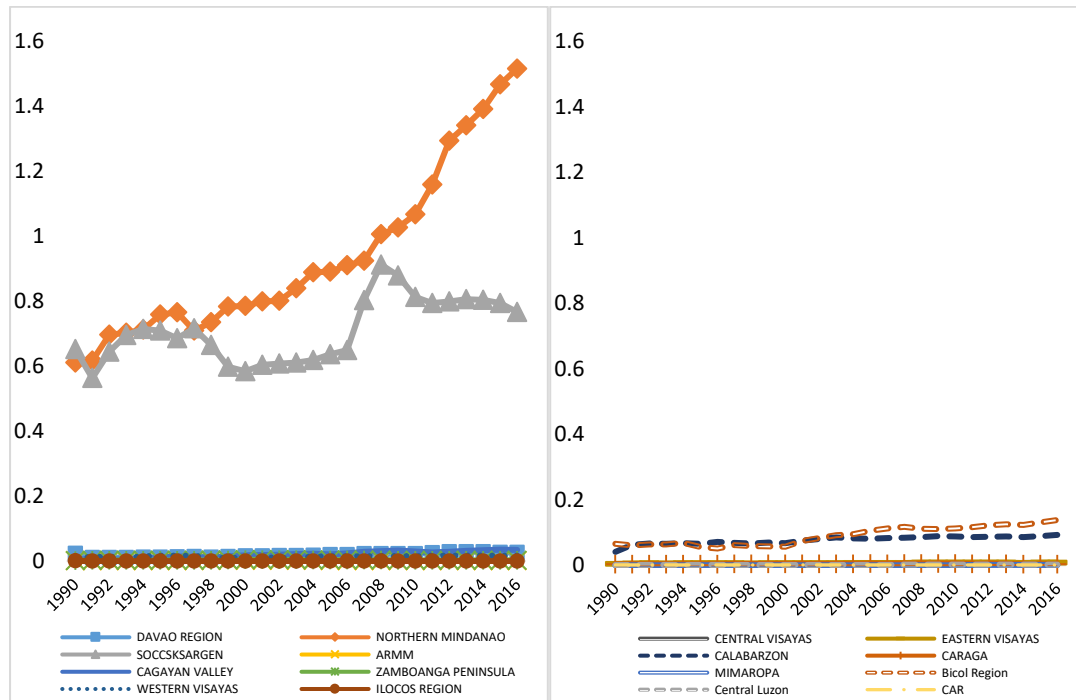 1.6
1.4
1.2
1
0.8
0.6
0.4
0.2
0
1990 1992 1994 1996 1998 2000 2002 2004 2006 2008 2010 2012 2014 2016
DAVAO REGION NORTHERN MINDANAO
SOCCSKSARGEN ARMM
CAGAYAN VALLEY ZAMBOANGA PENINSULA
WESTERN VISAYAS ILOCOS REGION
1.6
1.4
1.2
1
0.8
0.6
0.4
0.2
0
1990 1992 1994 1996 1998 2000 2002 2004 2006 2008 2010 2012 2014 2016
CENTRAL VISAYAS EASTERN VISAYAS
CALABARZON CARAGA
MIMAROPA Bicol Region
Central Luzon CAR